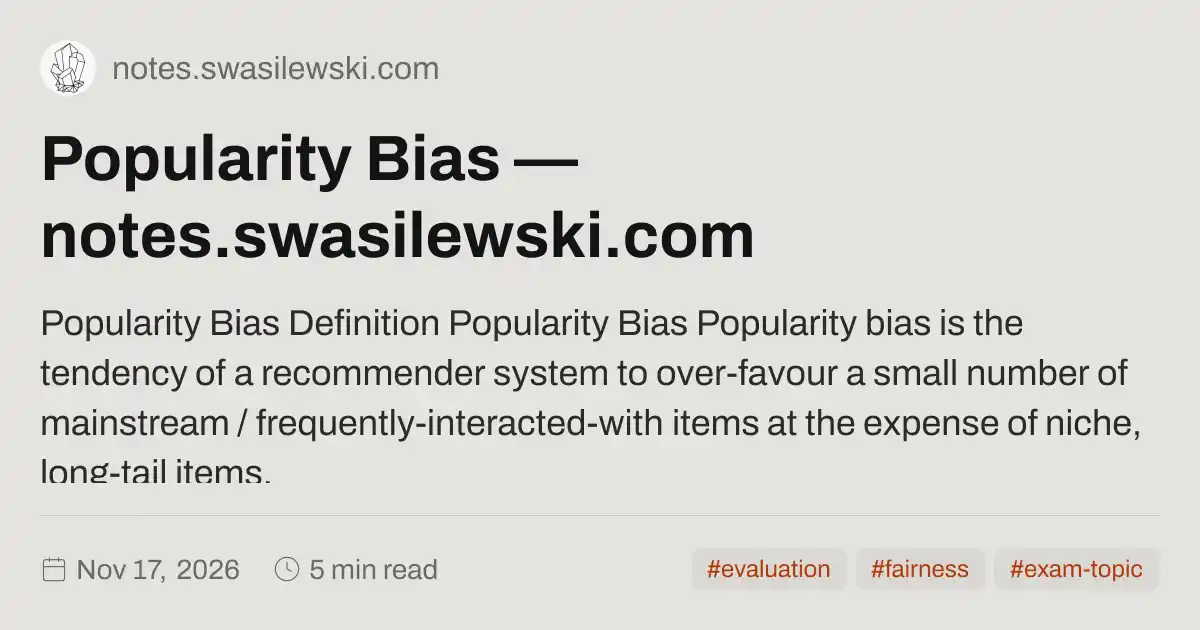 notes.swasilewski.com
Popularity Bias —
notes.swasilewski.com
Popularity Bias Definition Popularity Bias Popularity bias is the
tendency of a recommender system to over-favour a small number of
mainstream / frequently-interacted-with items at the expense of niche,
long-tail items.
Nov 17, 2026
5 min read
#evaluation
#fairness
#exam-topic